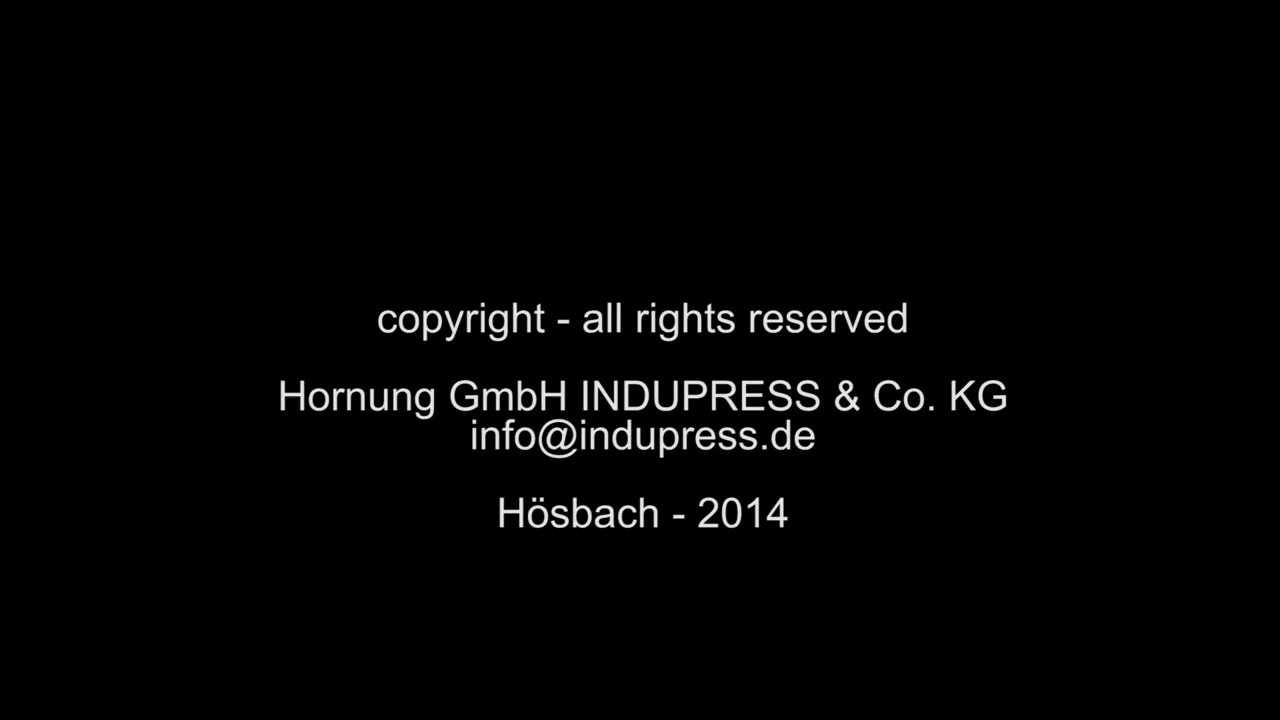 copyright - all rights reserved
Hornung GmbH INDUPRESS & Co. KG
info@indupress.de
Hösbach - 2014